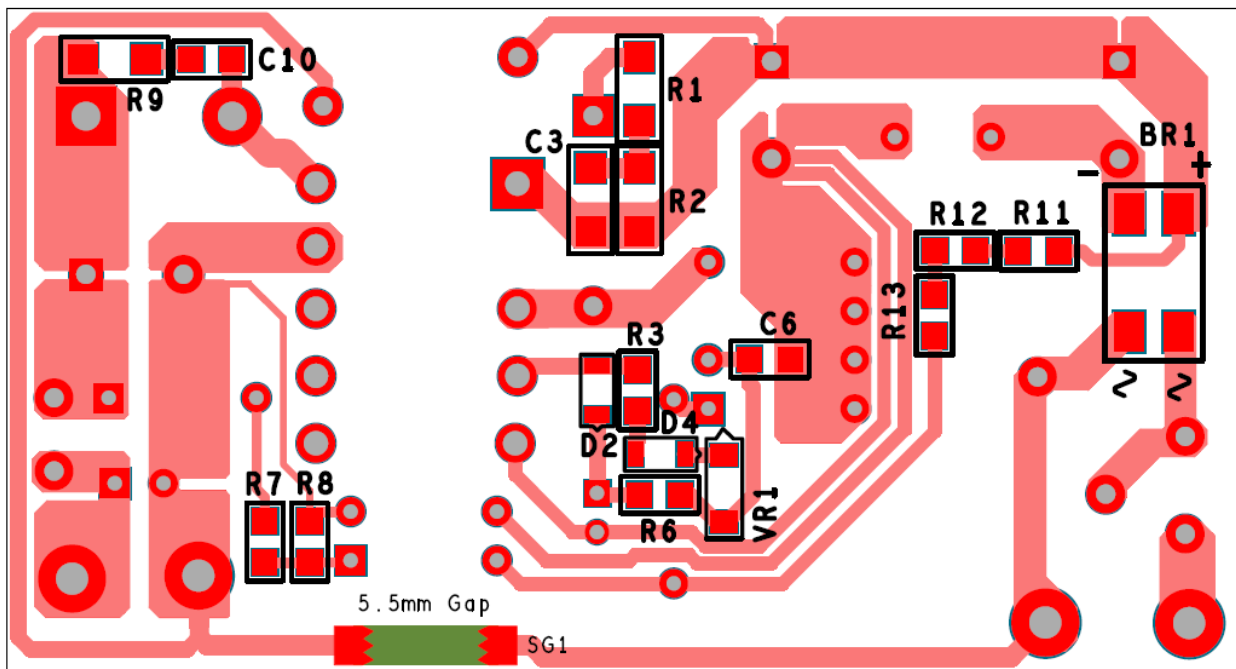 C10
R9
R1
C3
R2
BR1
- +
R12 R11
R13
C6
R3
D2
D4
R7 R8
R6
VR1
~ ~
5.5mm Gap
SG1